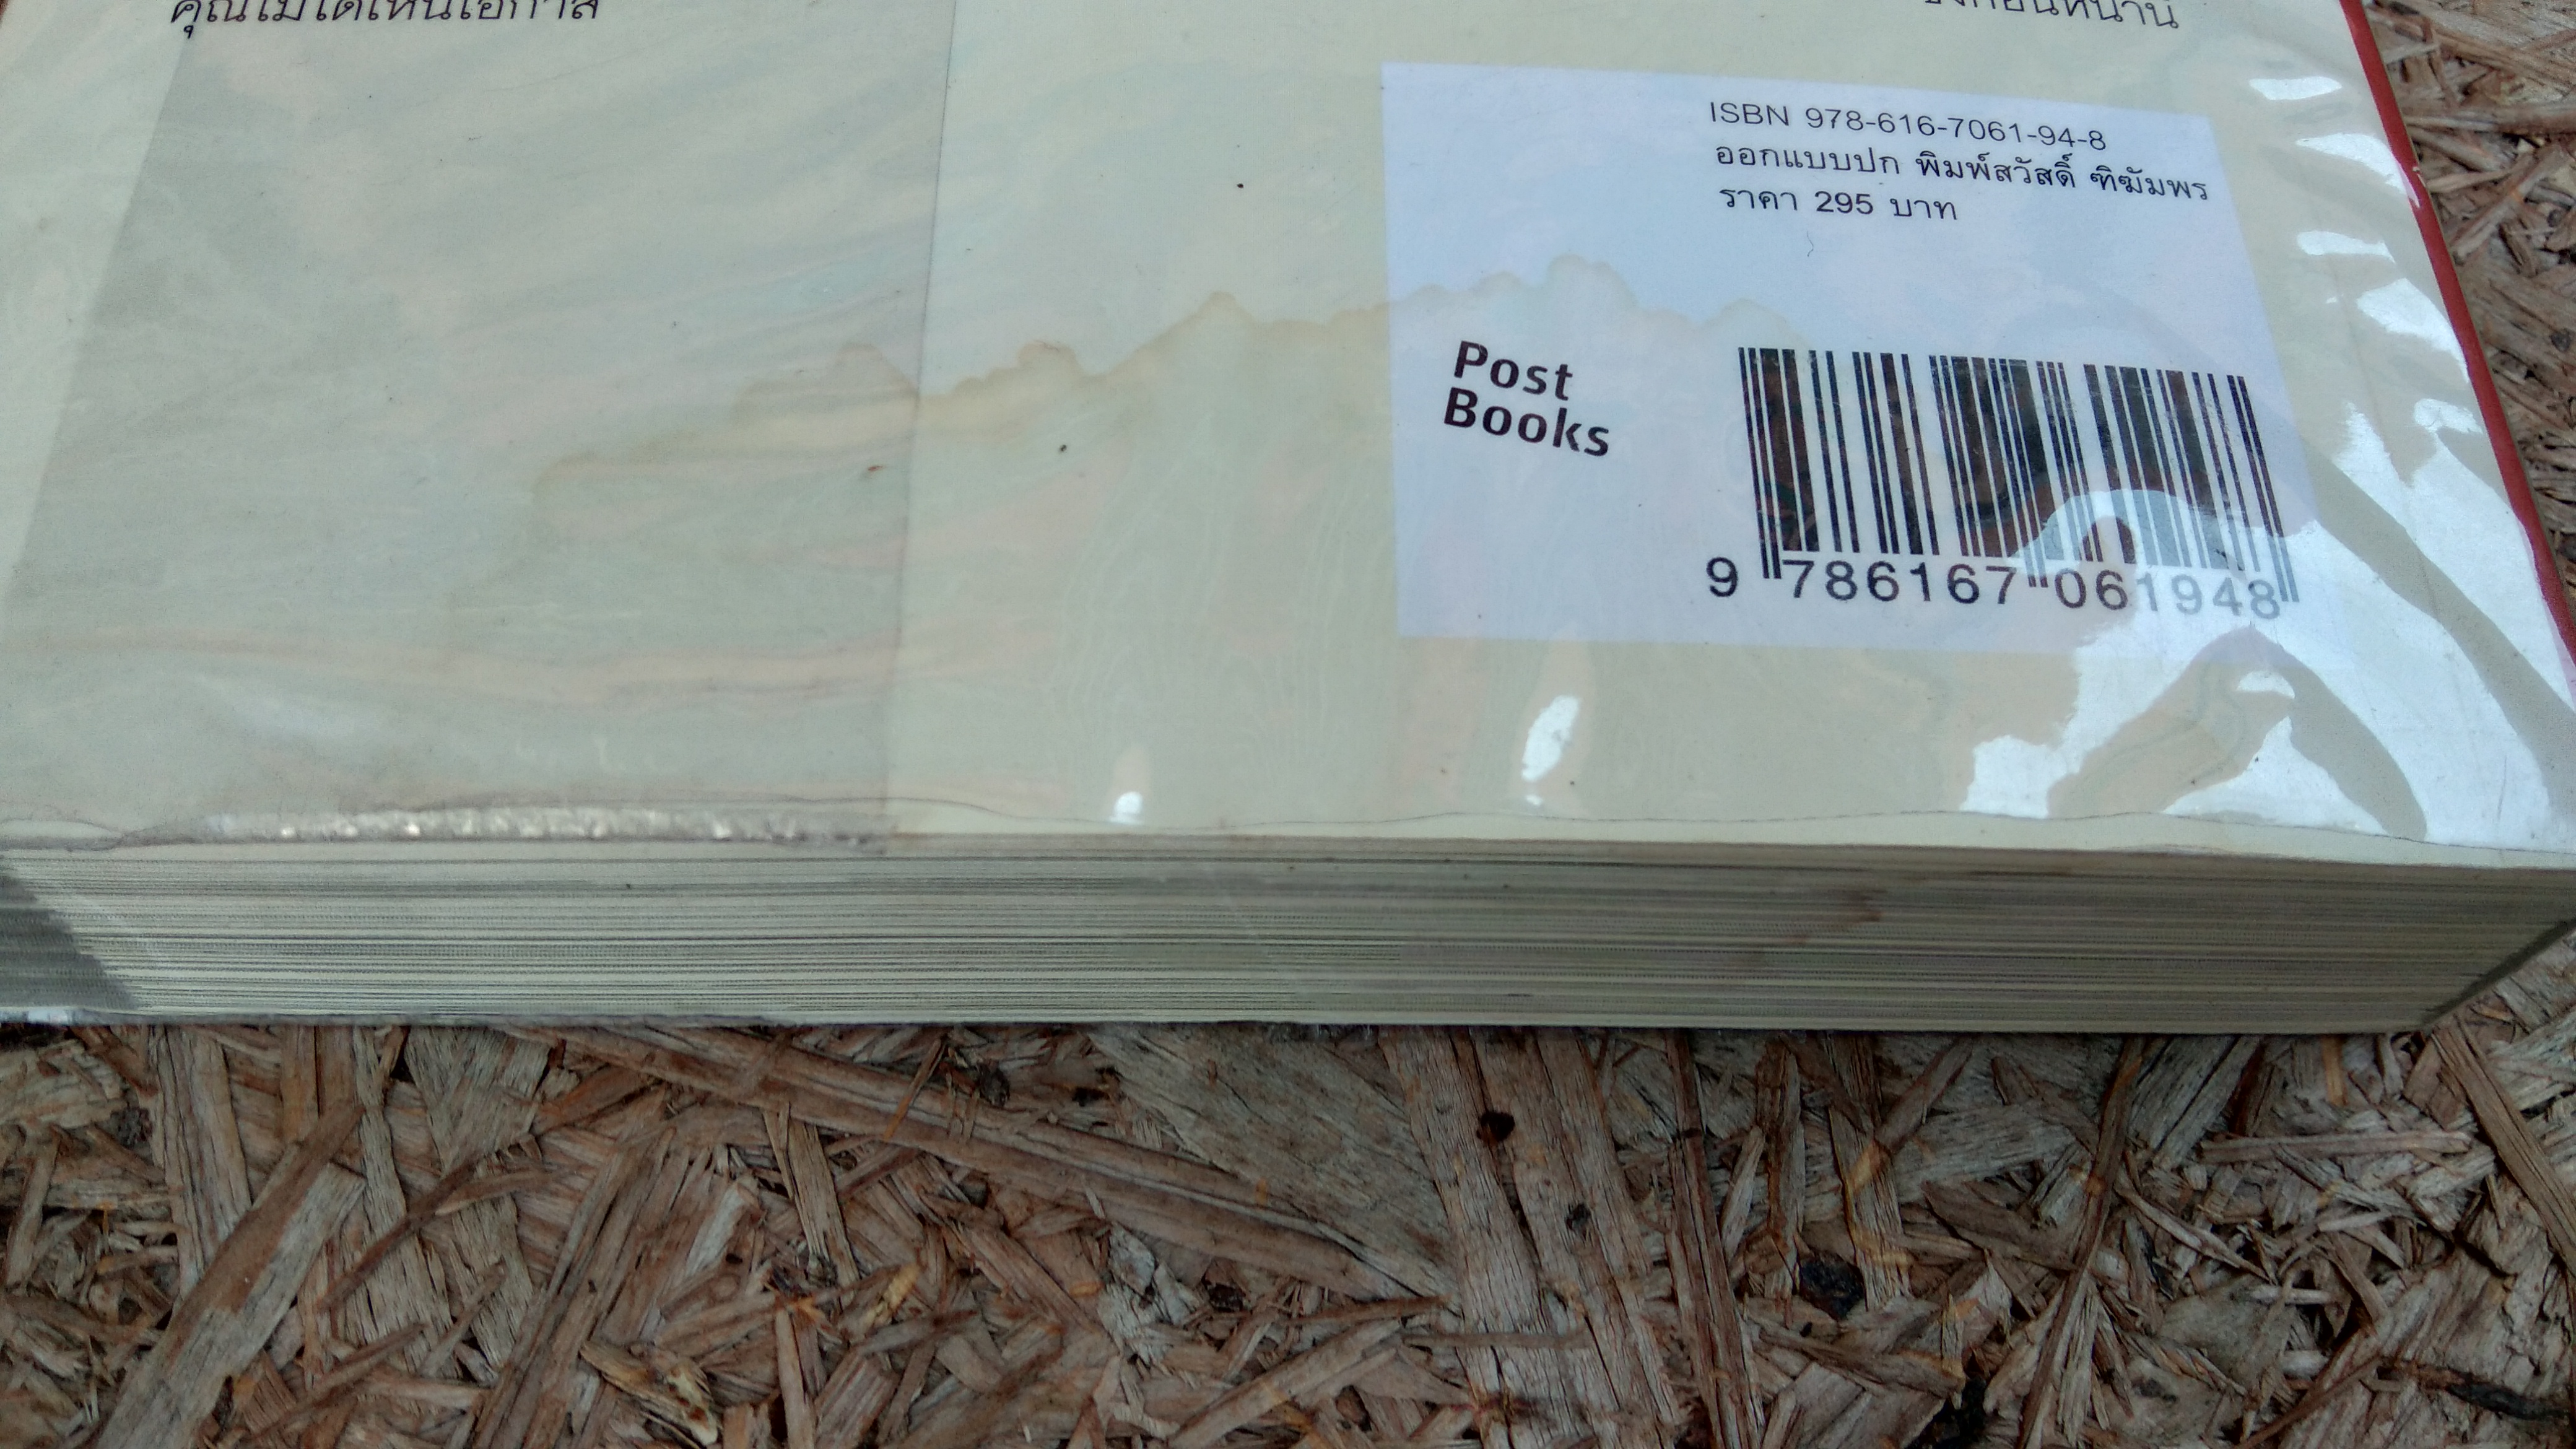 คุณไม่ได้เห็นโอกาส
ISBN 978-616-7061-94-8
ออกแบบปก พิมพ์สวัสดิ์ ฑิฆัมพร
ราคา 295 บาท
Post
Books
9 786167 061948